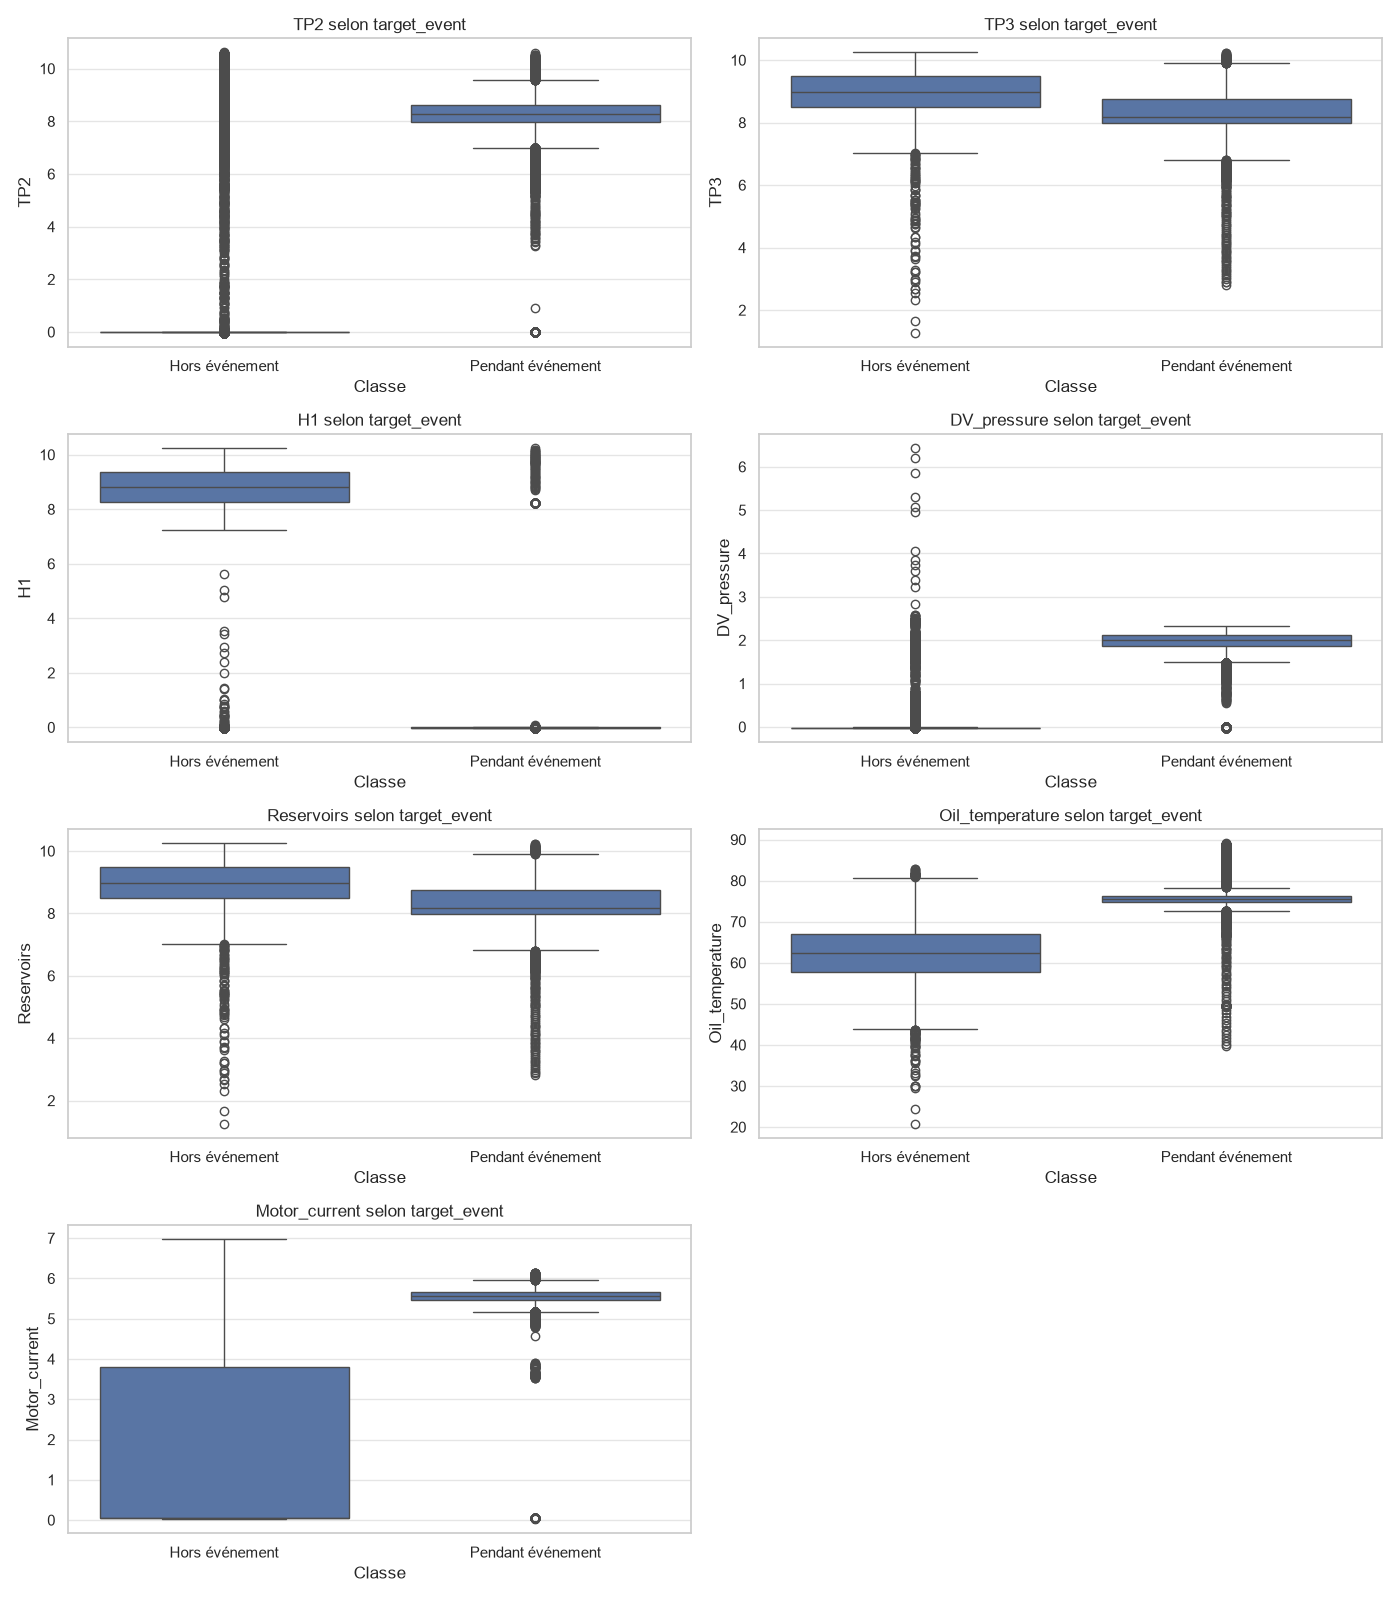 TP2 selon target_event
TP2
10
8
6
4
2
0
Hors événement Pendant événement
Classe
TP3 selon target_event
TP3
10
8
6
4
2
Hors événement Pendant événement
Classe
H1 selon target_event
H1
10
8
6
4
2
0
Hors événement Pendant événement
Classe
DV_pressure selon target_event
DV_pressure
6
5
4
3
2
1
0
Hors événement Pendant événement
Classe
Reservoirs selon target_event
Reservoirs
10
8
6
4
2
Hors événement Pendant événement
Classe
Oil_temperature selon target_event
Oil_temperature
90
80
70
60
50
40
30
20
Hors événement Pendant événement
Classe
Motor_current selon target_event
Motor_current
7
6
5
4
3
2
1
0
Hors événement Pendant événement
Classe